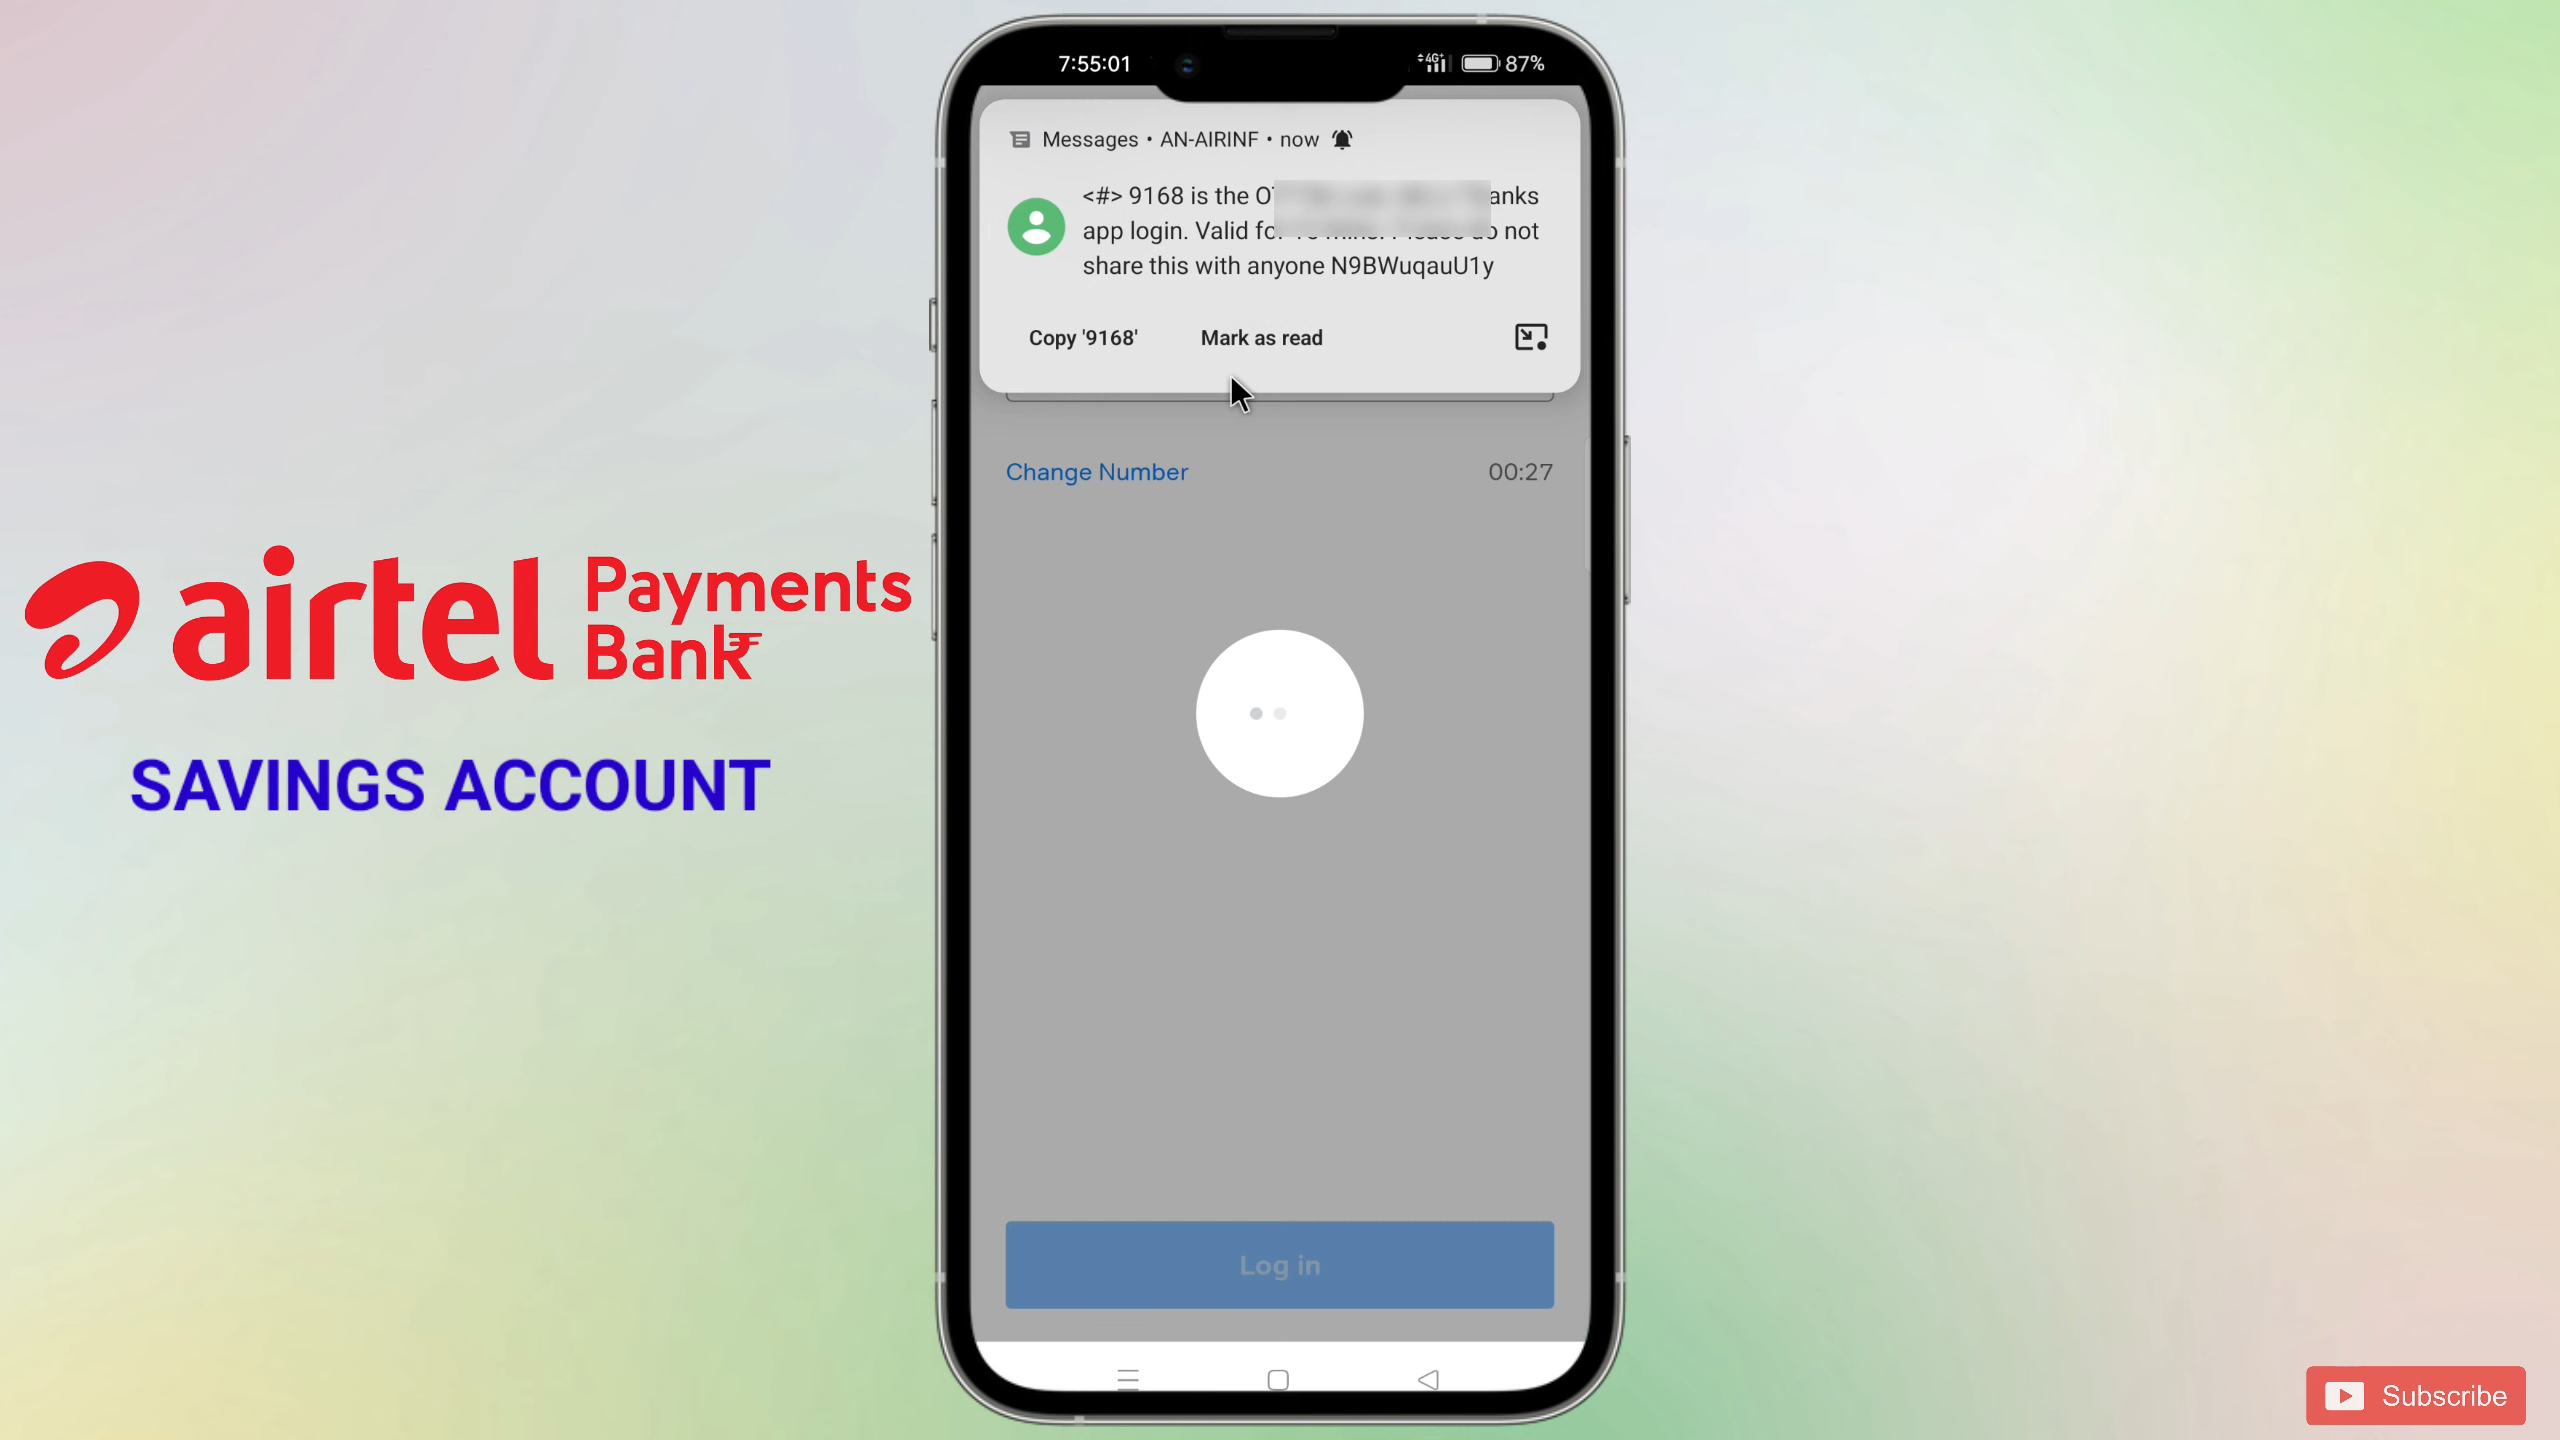 7:55:01
4G+
87%
Messages • AN-AIRINF • now
<#> 9168 is the anks
app login. Valid not
share this with anyone N9BWuqauU1y
Copy '9168'
Mark as read
Change Number
00:27
airtel Payments
Bank
SAVINGS ACCOUNT
Log in
Subscribe